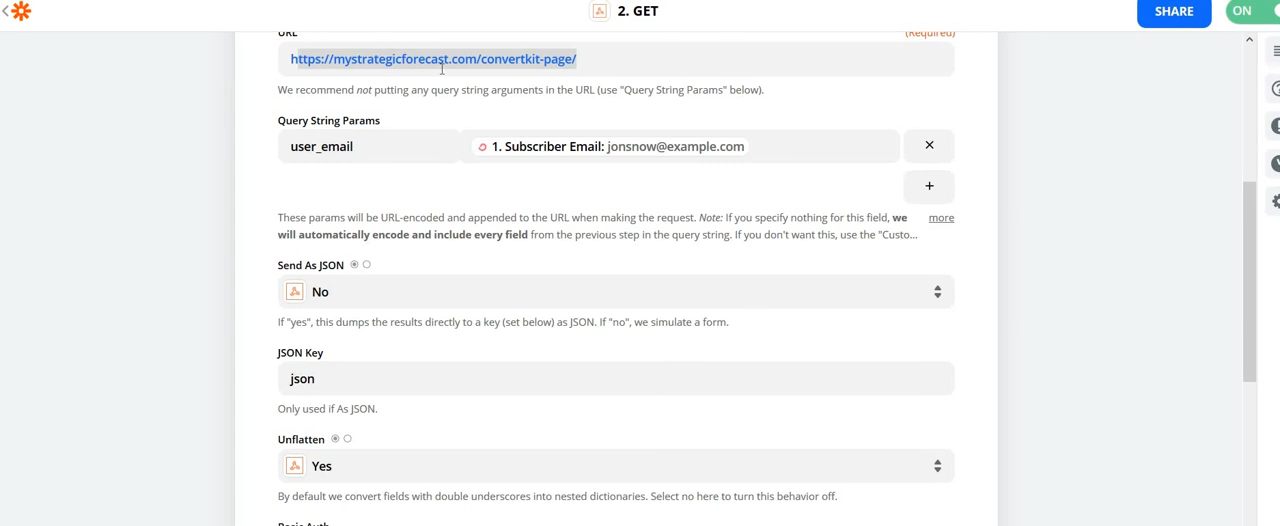 2. GET
SHARE
ON
URL
(Required)
https://mystrategicforecast.com/convertkit-page/
We recommend not putting any query string arguments in the URL (use "Query String Params" below).
Query String Params
user_email
1. Subscriber Email: jonsnow@example.com
These params will be URL-encoded and appended to the URL when making the request. Note: If you specify nothing for this field, we
more
will automatically encode and include every field from the previous step in the query string. If you don't want this, use the "Custo...
Send As JSON
No
If "yes", this dumps the results directly to a key (set below) as JSON. If "no", we simulate a form.
JSON Key
json
Only used if As JSON.
Unflatten
Yes
By default we convert fields with double underscores into nested dictionaries. Select no here to turn this behavior off.
Basic Auth